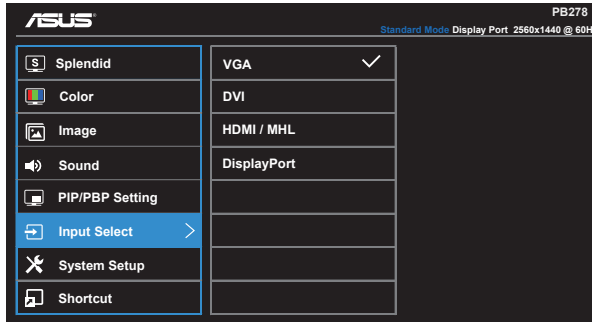 ASUS
PB278
Standard Mode Display Port 2560x1440 @ 60H
S Splendid
Color
Image
Sound
PIP/PBP Setting
Input Select
System Setup
Shortcut
VGA
DVI
HDMI / MHL
DisplayPort